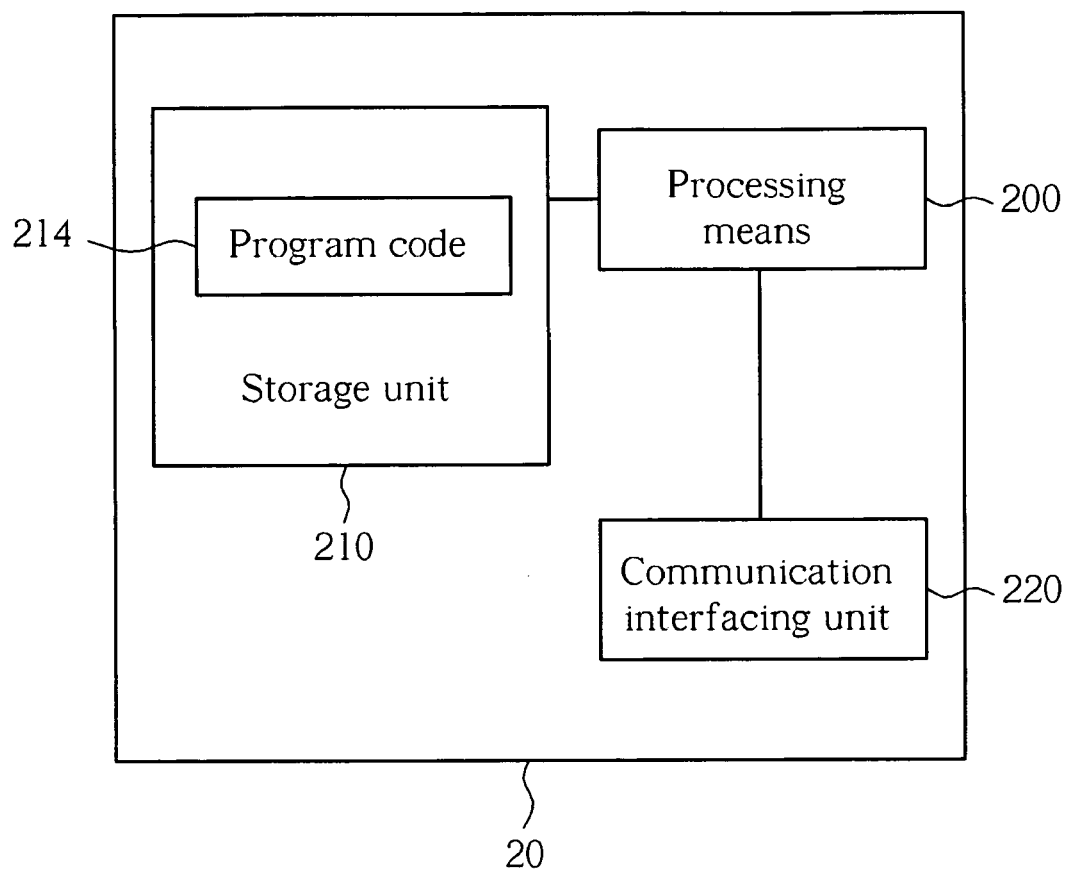 Processing
means
200
214
Program code
Storage unit
210
Communication
interfacing unit
220
20